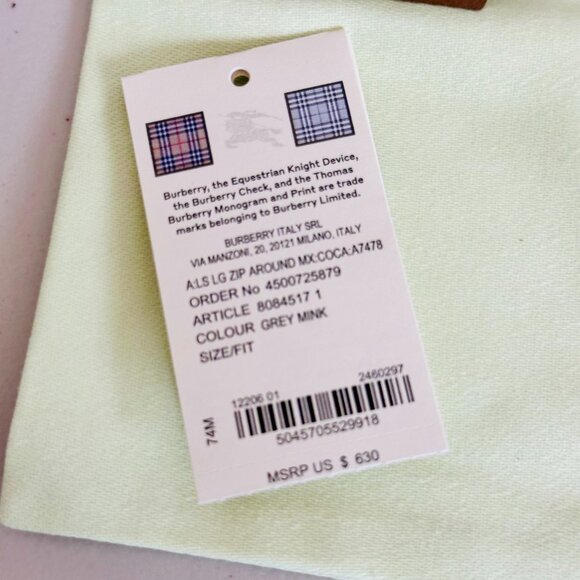 Burberry, the Equestrian Knight Device,
the Burberry Check, and the Thomas
Burberry Monogram and Print are trade
marks belonging to Burberry Limited.
BURBERRY ITALY SRL
VIA MANZONI, 20, 20121 MILANO, ITALY
A:LS LG ZIP AROUND MX:COCA:A7478
ORDER No 4500725879
ARTICLE 8084517 1
COLOUR GREY MINK
SIZE/FIT
12206 01 2460297
74M
5045705529918
MSRP US $ 630